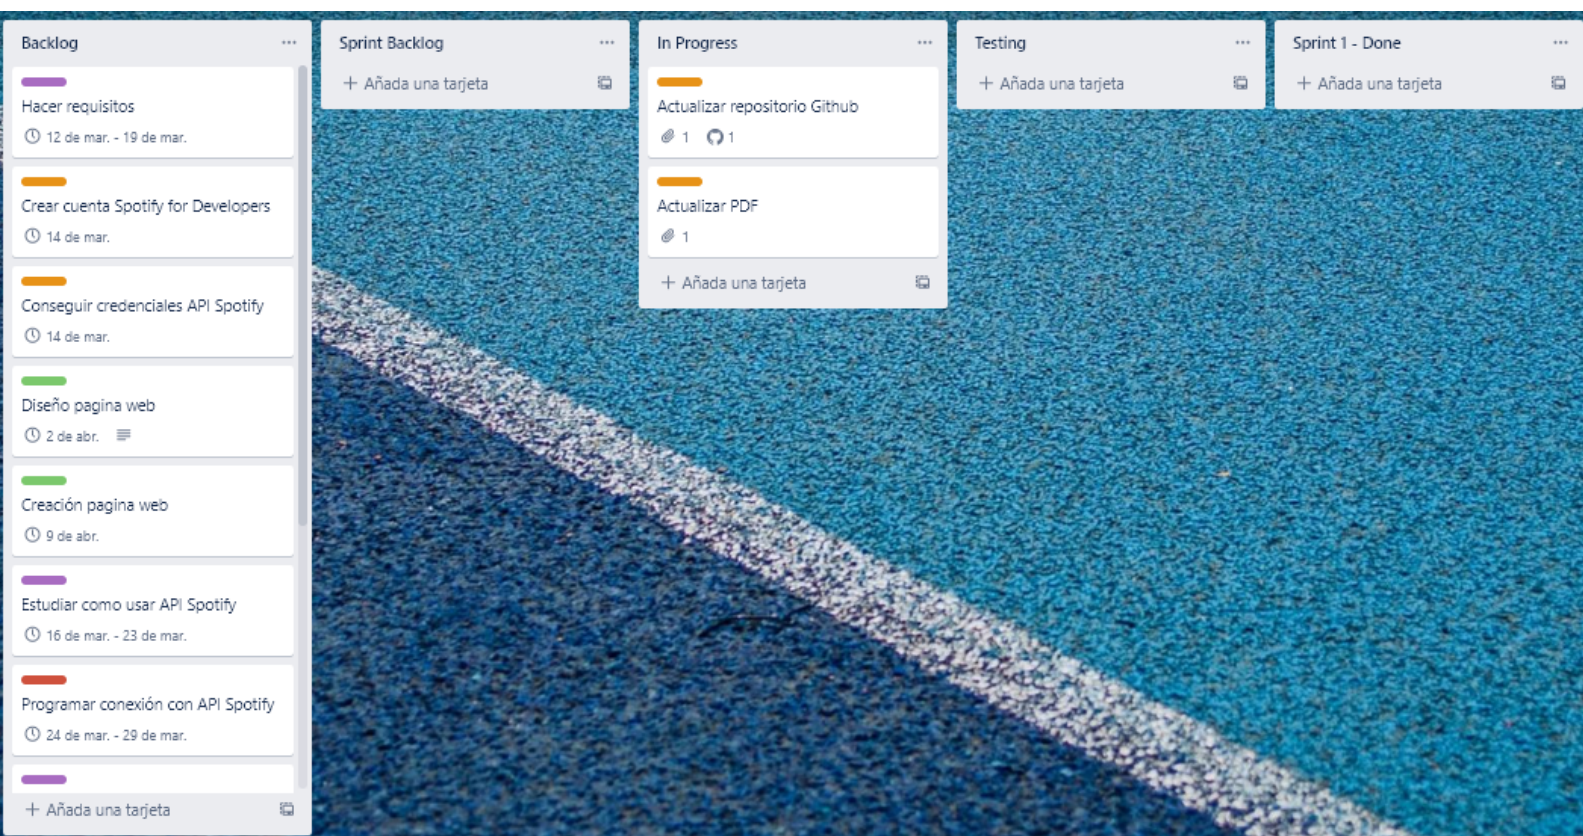 Backlog
Hacer requisitos
12 de mar. - 19 de mar.
Crear cuenta Spotify for Developers
14 de mar.
Conseguir credenciales API Spotify
14 de mar.
Diseño pagina web
2 de abr.
Creación pagina web
9 de abr.
Estudiar como usar API Spotify
16 de mar. - 23 de mar.
Programar conexión con API Spotify
24 de mar. - 29 de mar.
+ Añada una tarjeta
Sprint Backlog
+ Añada una tarjeta
In Progress
Actualizar repositorio Github
1 1
Actualizar PDF
1
+ Añada una tarjeta
Testing
+ Añada una tarjeta
Sprint 1 - Done
+ Añada una tarjeta